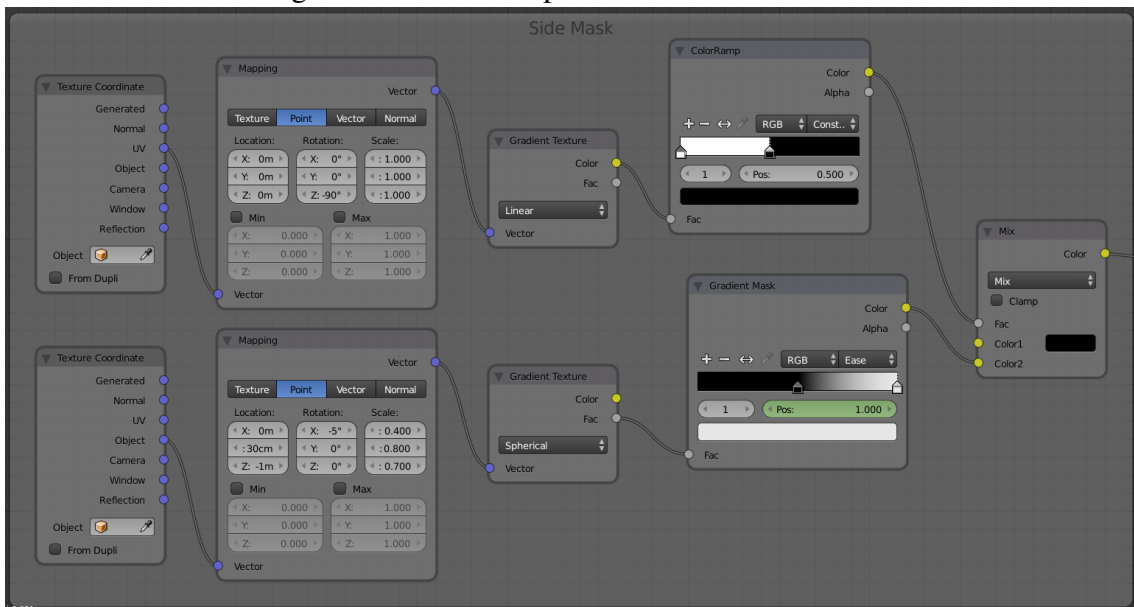 Side Mask
Texture Coordinate
Generated
Normal
UV
Object
Camera
Window
Reflection
Object
From Dupli
Mapping
Vector
Texture Point Vector Normal
Location: Rotation: Scale:
X: 0m X: 0° : 1.000
Y: 0m Y: 0° : 1.000
Z: 0m Z: -90° : 1.000
Min Max
X: 0.000 X: 1.000
Y: 0.000 Y: 1.000
Z: 0.000 Z: 1.000
Vector
Gradient Texture
Color
Fac
Linear
Vector
ColorRamp
Color
Alpha
RGB Const..
1 Pos: 0.500
Fac
Texture Coordinate
Generated
Normal
UV
Object
Camera
Window
Reflection
Object
From Dupli
Mapping
Vector
Texture Point Vector Normal
Location: Rotation: Scale:
X: 0m X: -5° : 0.400
: 30cm Y: 0° : 0.800
Z: -1m Z: 0° : 0.700
Min Max
X: 0.000 X: 1.000
Y: 0.000 Y: 1.000
Z: 0.000 Z: 1.000
Vector
Gradient Texture
Color
Fac
Spherical
Vector
Gradient Mask
Color
Alpha
RGB Ease
1 Pos: 1.000
Fac
Mix
Color
Mix
Clamp
Fac
Color1
Color2